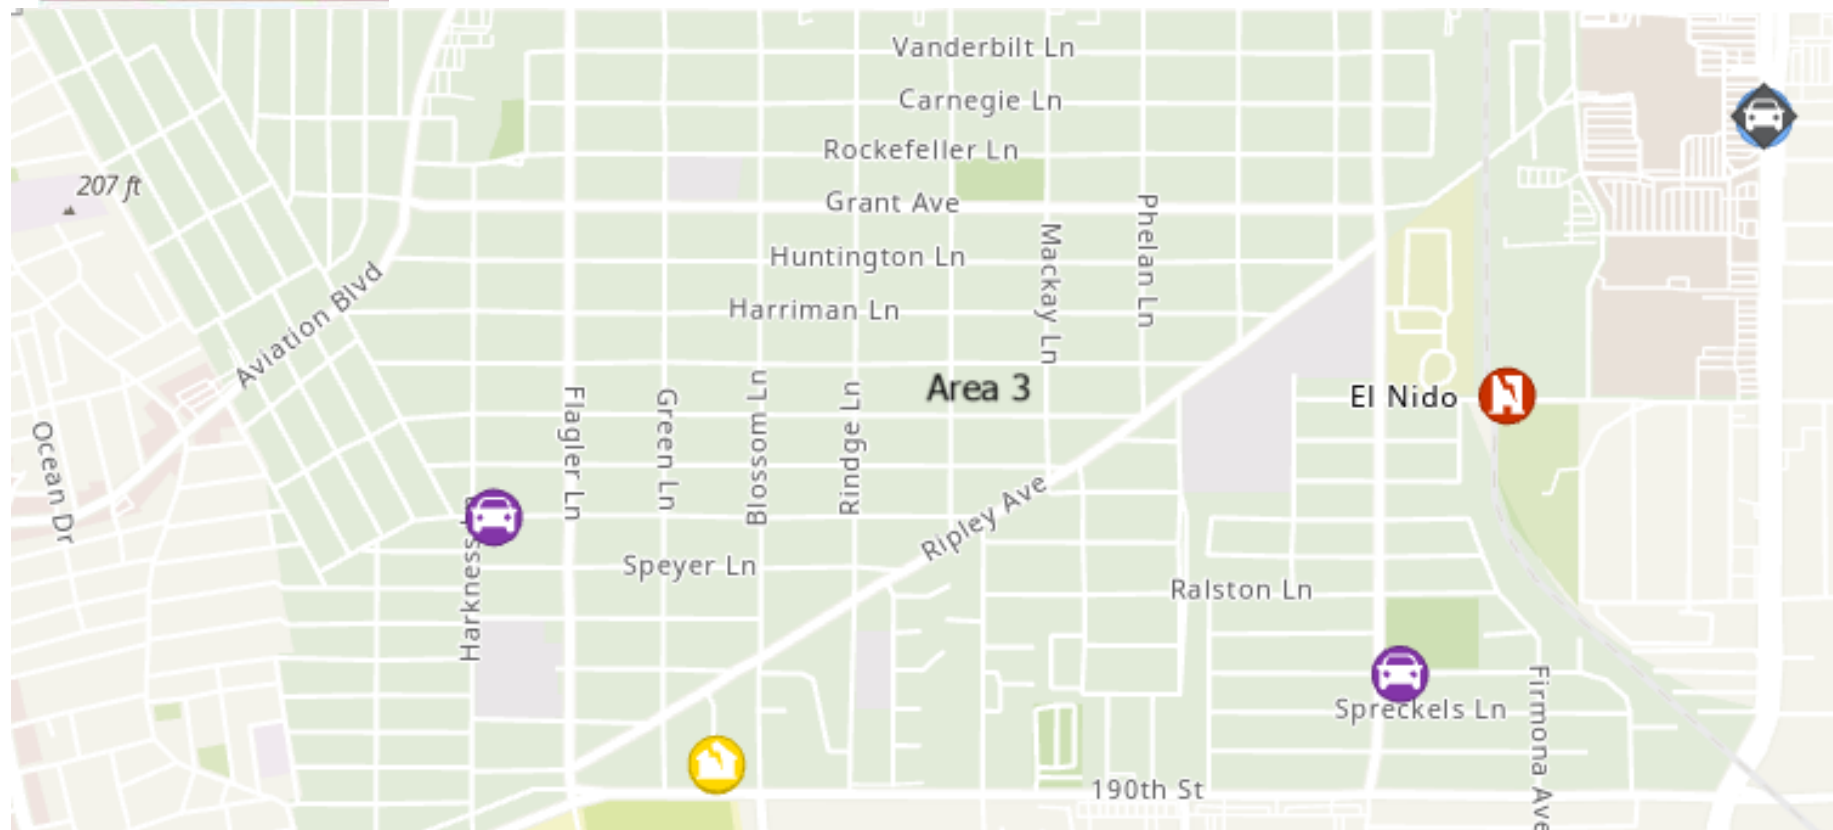 Vanderbilt Ln
Carnegie Ln
Rockefeller Ln
207 ft
Grant Ave
Phelan Ln
Mackay Ln
Huntington Ln
Aviation Blvd
Harriman Ln
Area 3
El Nido
Flagler Ln
Green Ln
Blossom Ln
Rindge Ln
Ocean Dr
Harkness
Ripley Ave
Speyer Ln
Ralston Ln
Spreckels Ln
Firmona Ave
190th St